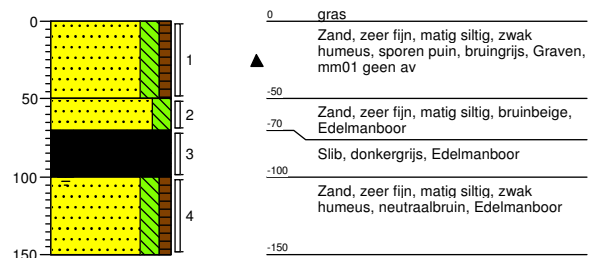 0
50
100
150
1
2
3
4
0 gras
Zand, zeer fijn, matig siltig, zwak
humeus, sporen puin, bruingrijs, Graven,
mm01 geen av
-50
Zand, zeer fijn, matig siltig, bruinbeige,
Edelmanboor
-70
Slib, donkergrijs, Edelmanboor
-100
Zand, zeer fijn, matig siltig, zwak
humeus, neutraalbruin, Edelmanboor
-150